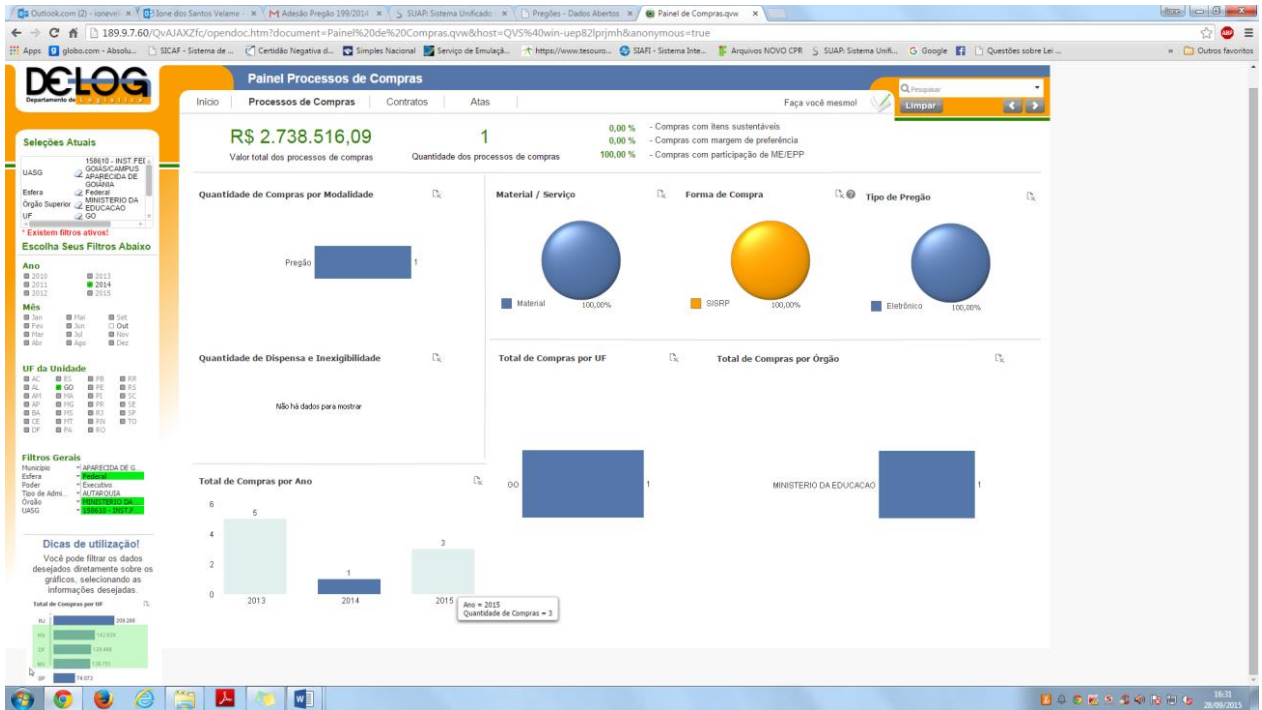 Outlook.com (2) - ionevel
Ione dos Santos Velame -
Adesão Pregão 199/2014
SUAP: Sistema Unificado
Pregões - Dados Abertos
Painel de Compras.qvw
189.9.7.60/QvAJAXZfc/opendoc.htm?document=Painel%20de%20Compras.qvw&host=QVS%40win-uep82lprjmh&anonymous=true
Apps
globo.com - Absolu...
SICAF - Sistema de ...
Certidão Negativa d...
Simples Nacional
Serviço de Emulaçã...
https://www.tesouro...
SIAFI - Sistema Inte...
Arquivos NOVO CPR
SUAP: Sistema Unifi...
Google
Questões sobre Lei ...
»
Outros favoritos
DELOG
Departamento de Logística
Painel Processos de Compras
Início
Processos de Compras
Contratos
Atas
Faça você mesmo!
Pesquisar
Limpar
Seleções Atuais
UASG
158610 - INST.FEI
GOIAS/CAMPUS
APARECIDA DE
GOIÂNIA
Esfera
Federal
Órgão Superior
MINISTERIO DA
EDUCACAO
UF
GO
* Existem filtros ativos!
Escolha Seus Filtros Abaixo
Ano
2010 2013
2011 2014
2012 2015
Mês
Jan Mai Set
Fev Jun Out
Mar Jul Nov
Abr Ago Dez
UF da Unidade
AC ES PB RR
AL GO PE RS
AM MA PI SC
AP MG PR SE
BA MS RJ SP
CE MT RN TO
DF PA RO
Filtros Gerais
Município APARECIDA DE G...
Esfera Federal
Poder Executivo
Tipo de Admi... AUTARQUIA
Órgão MINISTERIO DA ...
UASG 158610 - INST.F...
Dicas de utilização!
Você pode filtrar os dados
desejados diretamente sobre os
gráficos, selecionando as
informações desejadas.
Total de Compras por UF
RJ
DF
SP 74.073
R$ 2.738.516,09
Valor total dos processos de compras
1
Quantidade dos processos de compra
0,00 % - Compras com itens sustentáveis
0,00 % - Compras com margem de preferência
100,00 % - Compras com participação de ME/EPP
Quantidade de Compras por Modalidade
Pregão 1
Material / Serviço
Material 100,00%
Forma de Compra
SISRP 100,00%
Tipo de Pregão
Eletrônico 100,00%
Quantidade de Dispensa e Inexigibilidade
Não há dados para mostrar
Total de Compras por UF
GO 1
Total de Compras por Órgão
MINISTERIO DA EDUCACAO 1
Total de Compras por Ano
6
4
2
0
5
1
3
2013 2014 2015
Ano = 2015
Quantidade de Compras = 3
16:31
28/09/2015